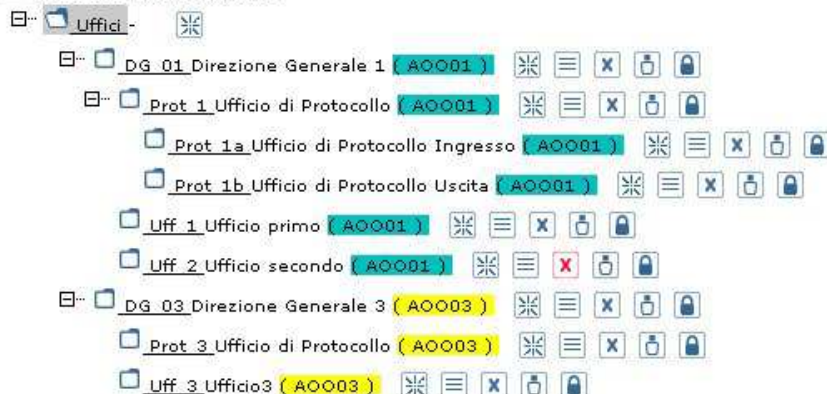 Uffici -
DG 01 Direzione Generale 1 ( AOO01 )
Prot 1 Ufficio di Protocollo ( AOO01 )
Prot 1a Ufficio di Protocollo Ingresso ( AOO01 )
Prot 1b Ufficio di Protocollo Uscita ( AOO01 )
Uff 1 Ufficio primo ( AOO01 )
Uff 2 Ufficio secondo ( AOO01 )
DG 03 Direzione Generale 3 ( AOO03 )
Prot 3 Ufficio di Protocollo ( AOO03 )
Uff 3 Ufficio3 ( AOO03 )